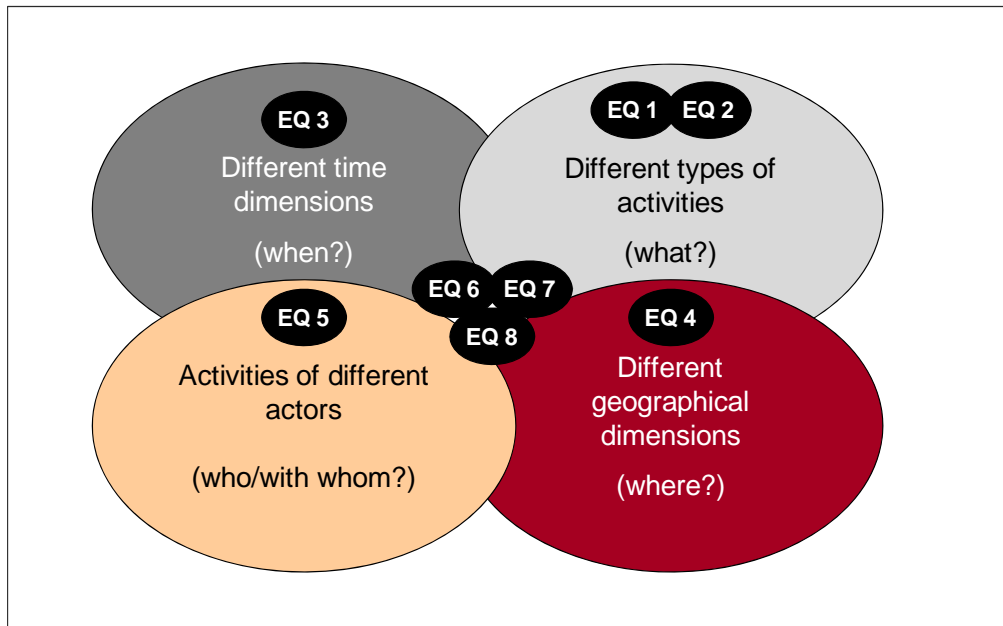 EQ 3
Different time
dimensions
(when?)
EQ 1 EQ 2
Different types of
activities
(what?)
EQ 6 EQ 7
EQ 8
EQ 5
Activities of different
actors
(who/with whom?)
EQ 4
Different
geographical
dimensions
(where?)